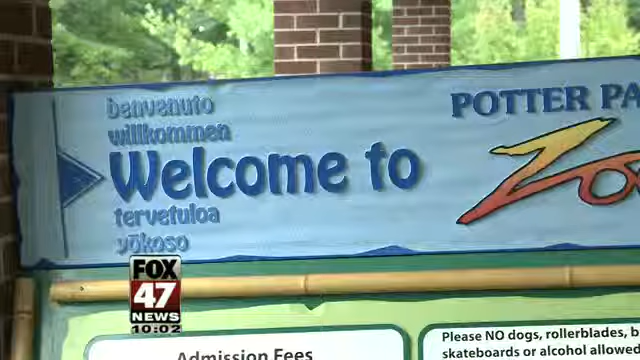 benvenuto
willkommen
Welcome to
tervetuloa
yōkoso
POTTER PA
Zoo
FOX
47
NEWS
10:02
Admission Fees
Please NO dogs, rollerblades, b
skateboards or alcohol allowed